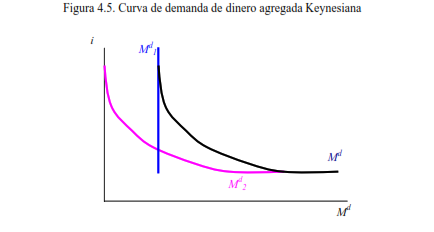 Figura 4.5. Curva de demanda de dinero agregada Keynesiana
i
M^d_1
M^d
M^d_2
M^d